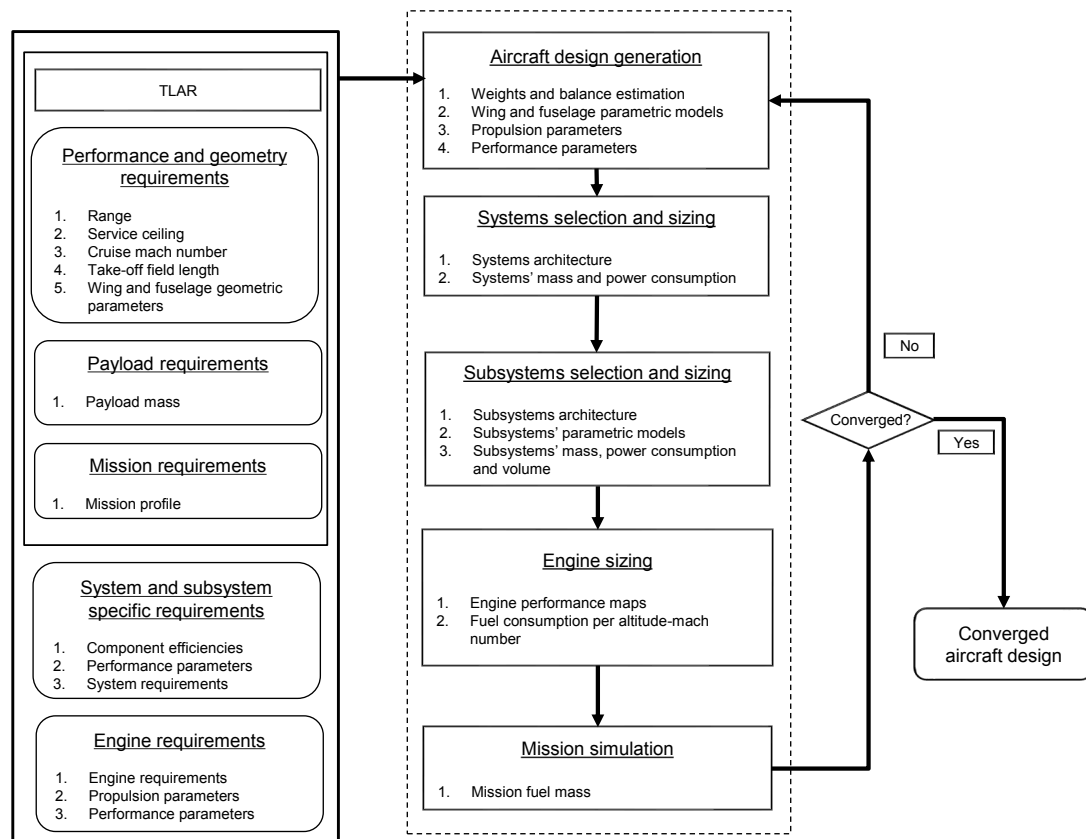 TLAR
Performance and geometry
requirements
1. Range
2. Service ceiling
3. Cruise mach number
4. Take-off field length
5. Wing and fuselage geometric
parameters
Payload requirements
1. Payload mass
Mission requirements
1. Mission profile
System and subsystem
specific requirements
1. Component efficiencies
2. Performance parameters
3. System requirements
Engine requirements
1. Engine requirements
2. Propulsion parameters
3. Performance parameters
Aircraft design generation
1. Weights and balance estimation
2. Wing and fuselage parametric models
3. Propulsion parameters
4. Performance parameters
Systems selection and sizing
1. Systems architecture
2. Systems’ mass and power consumption
Subsystems selection and sizing
1. Subsystems architecture
2. Subsystems’ parametric models
3. Subsystems’ mass, power consumption
and volume
Engine sizing
1. Engine performance maps
2. Fuel consumption per altitude-mach
number
Mission simulation
1. Mission fuel mass
No
Converged?
Yes
Converged
aircraft design